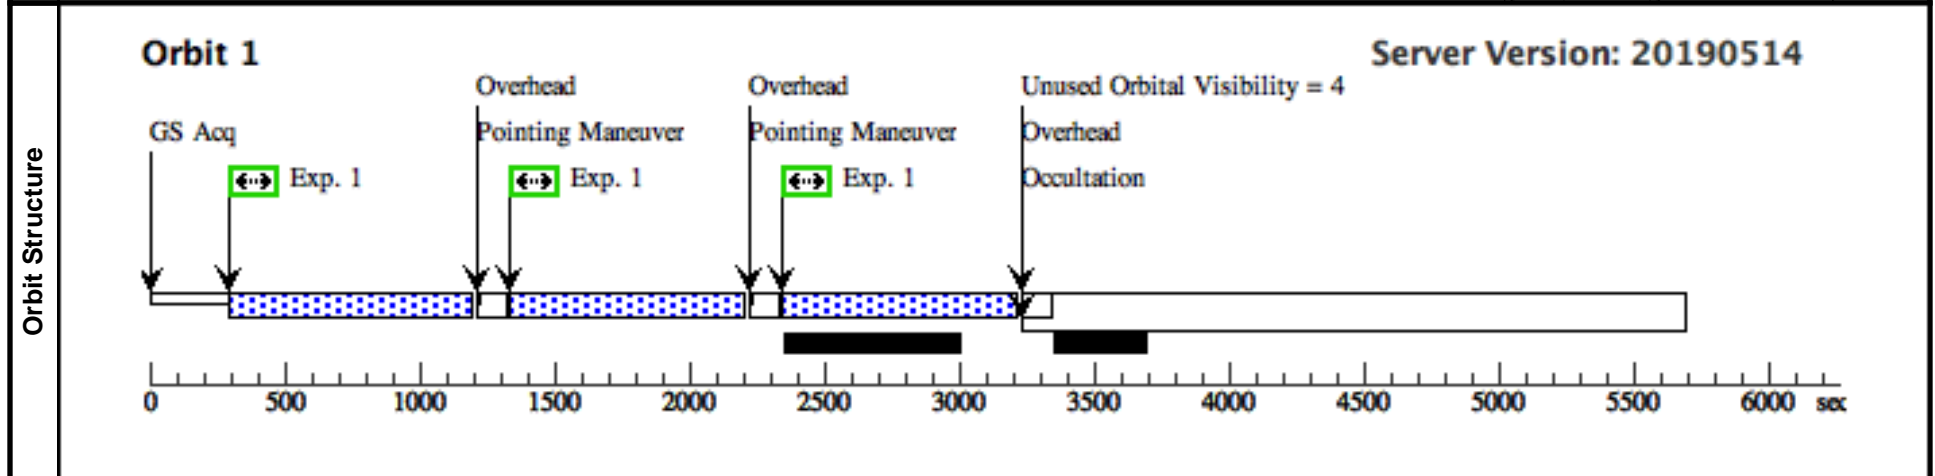 Orbit Structure
Orbit 1
Server Version: 20190514
Overhead
Overhead
Unused Orbital Visibility = 4
GS Acq
Pointing Maneuver
Pointing Maneuver
Overhead
Exp. 1
Exp. 1
Exp. 1
Occultation
0 500 1000 1500 2000 2500 3000 3500 4000 4500 5000 5500 6000 sec